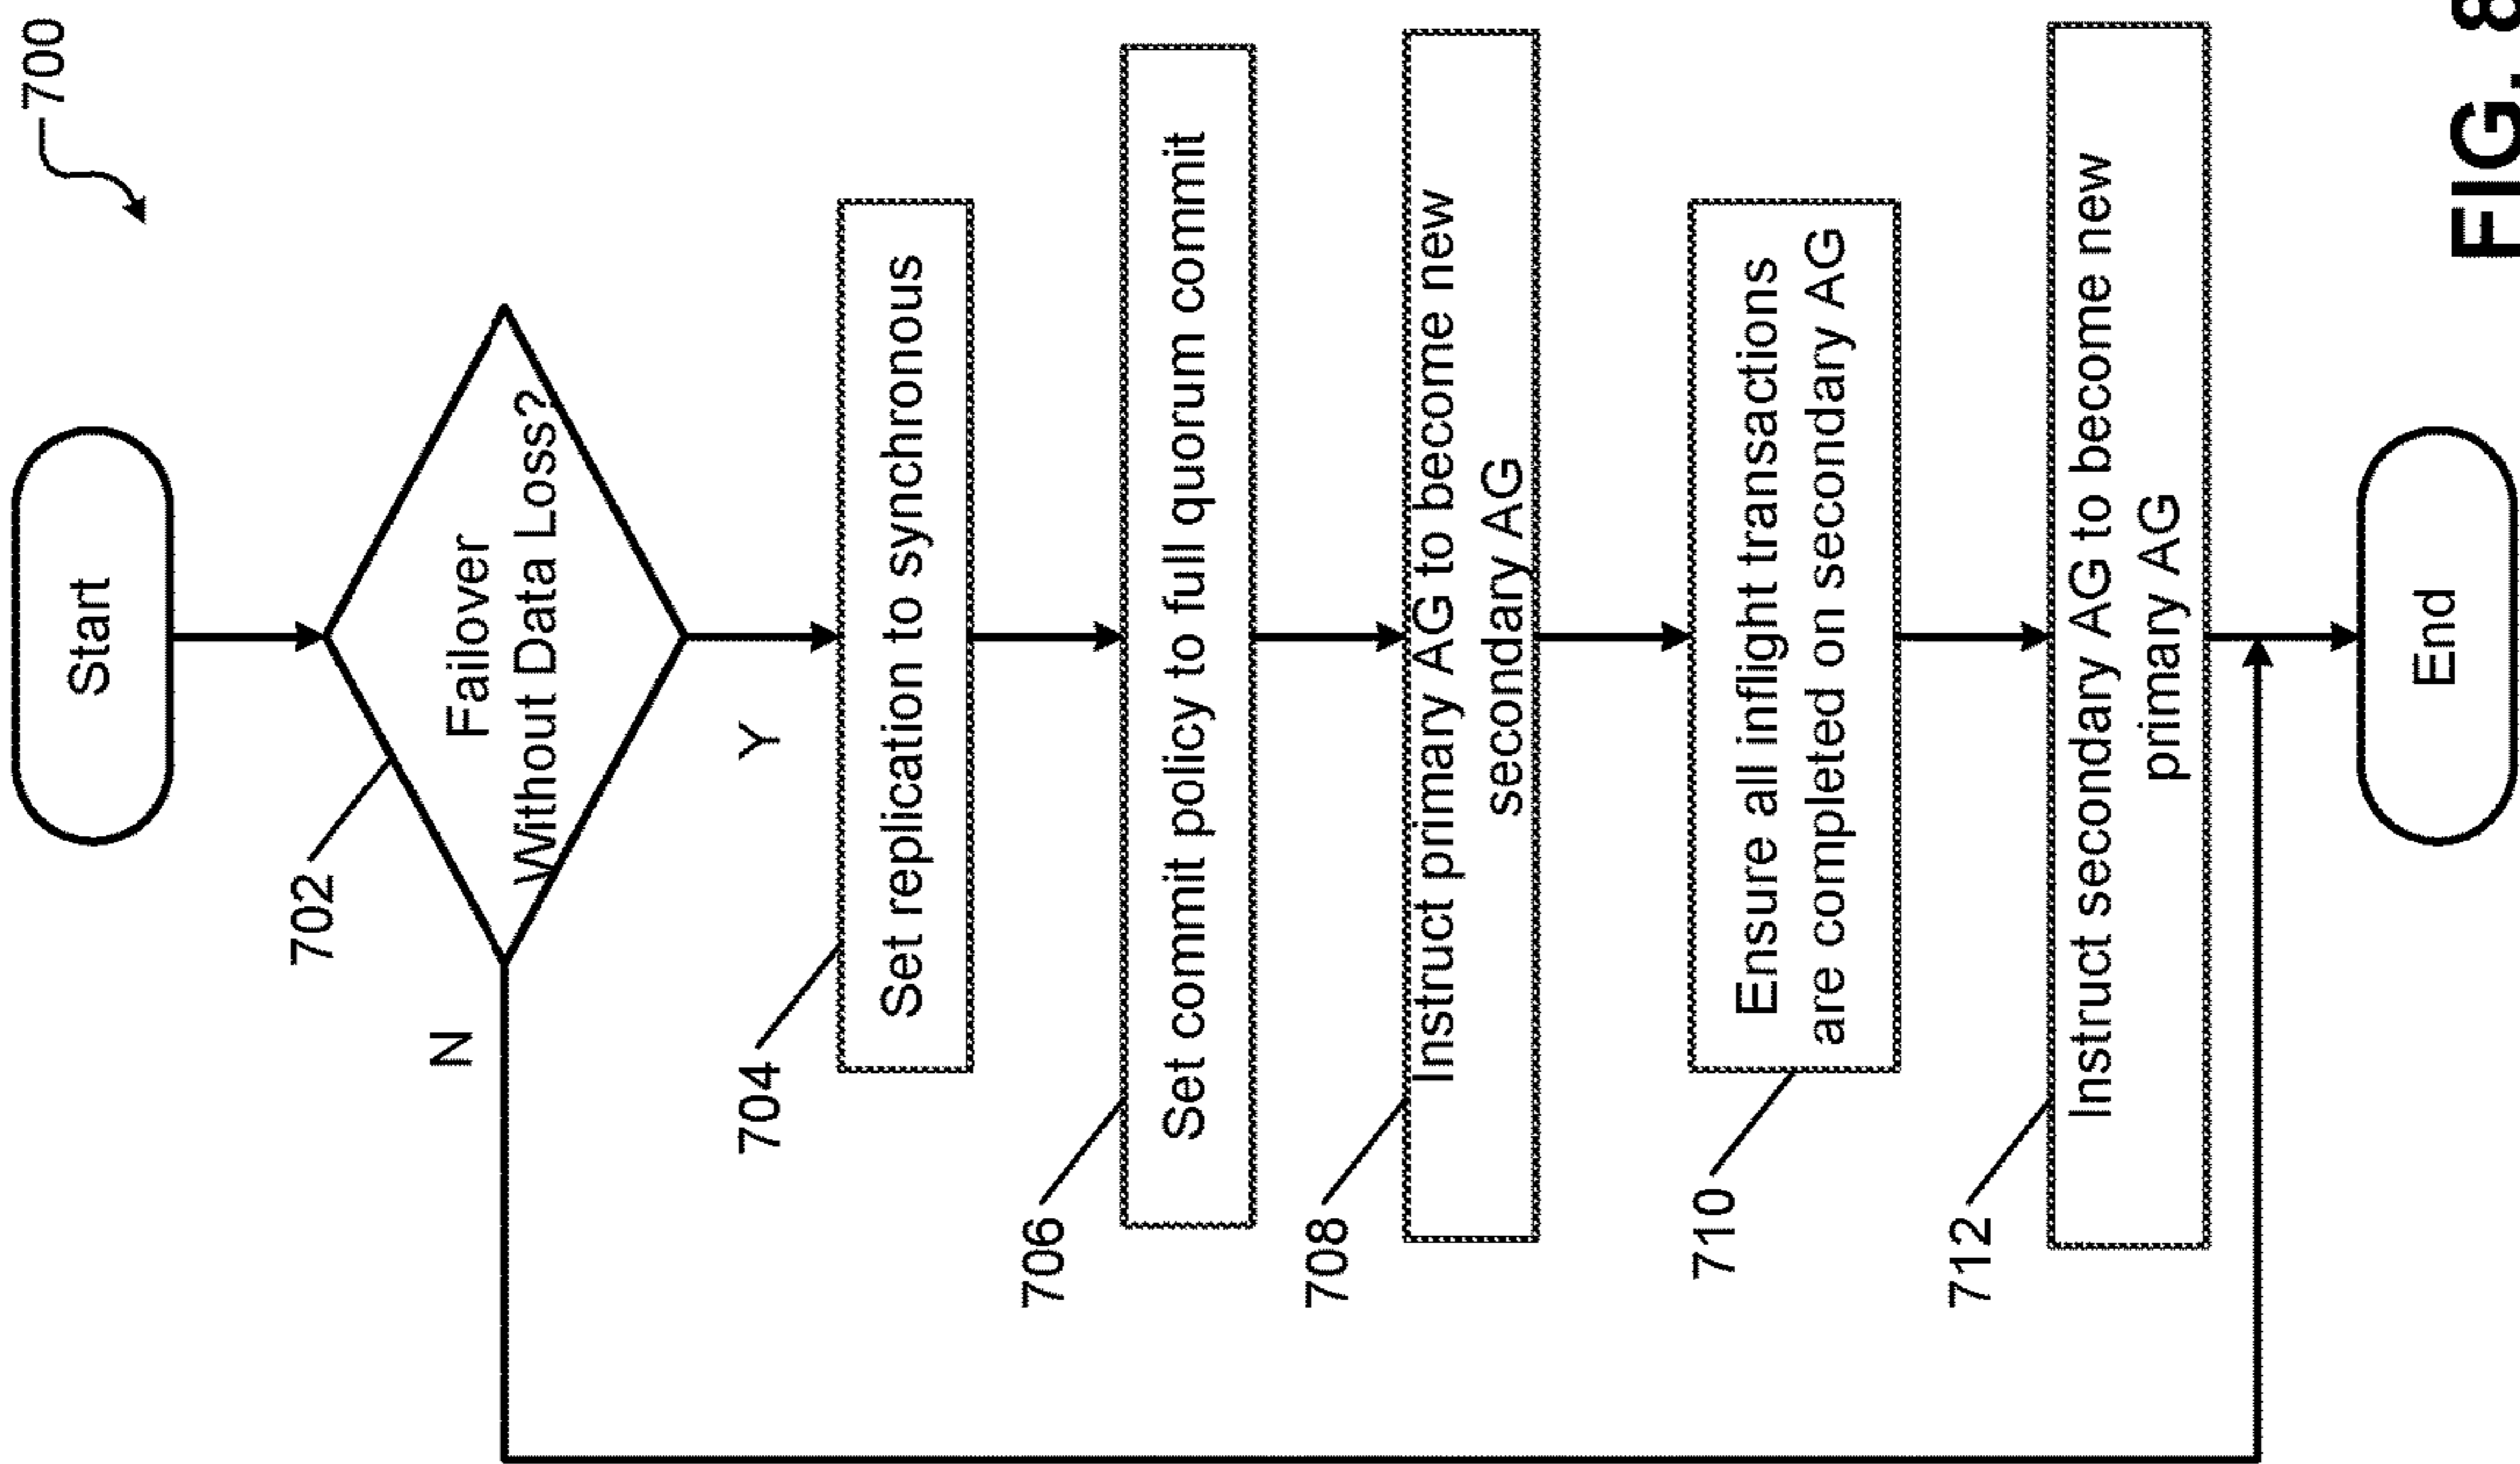 700
Start
702
Failover
Without Data Loss?
N
Y
704
Set replication to synchronous
706
Set commit policy to full quorum commit
708
Instruct primary AG to become new
secondary AG
710
Ensure all inflight transactions
are completed on secondary AG
712
Instruct secondary AG to become new
primary AG
End
FIG. 8